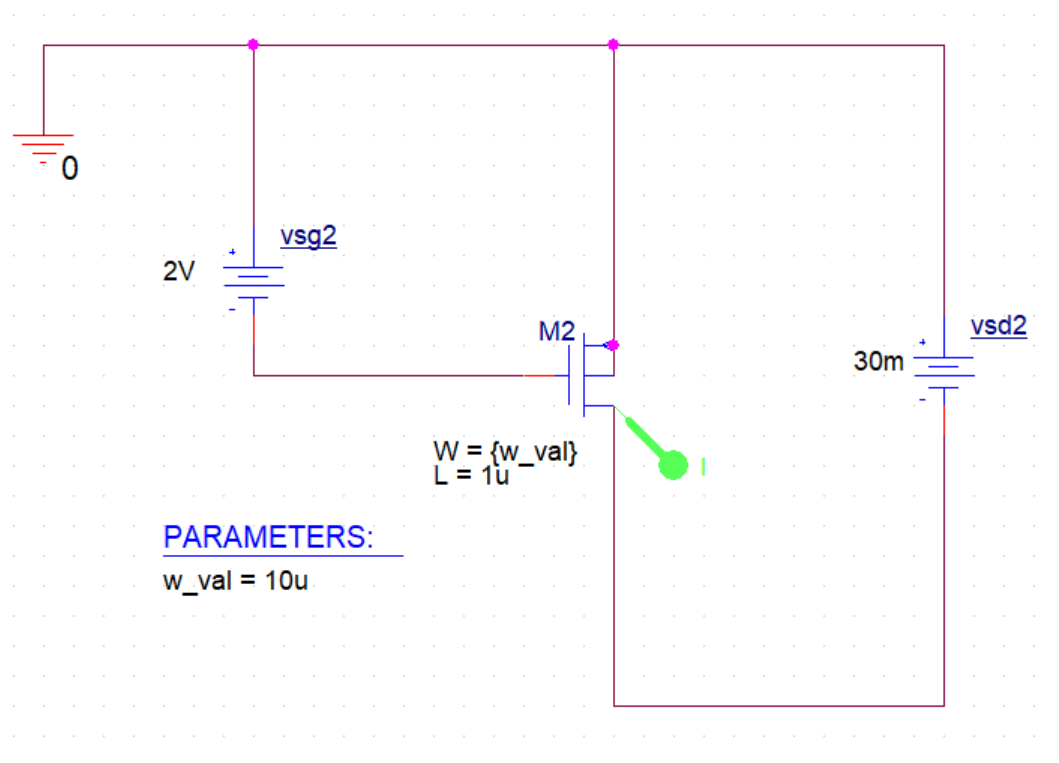 0
vsg2
+
2V
-
M2
vsd2
+
30m
-
W = {w_val}
L = 1u
I
PARAMETERS:
w_val = 10u